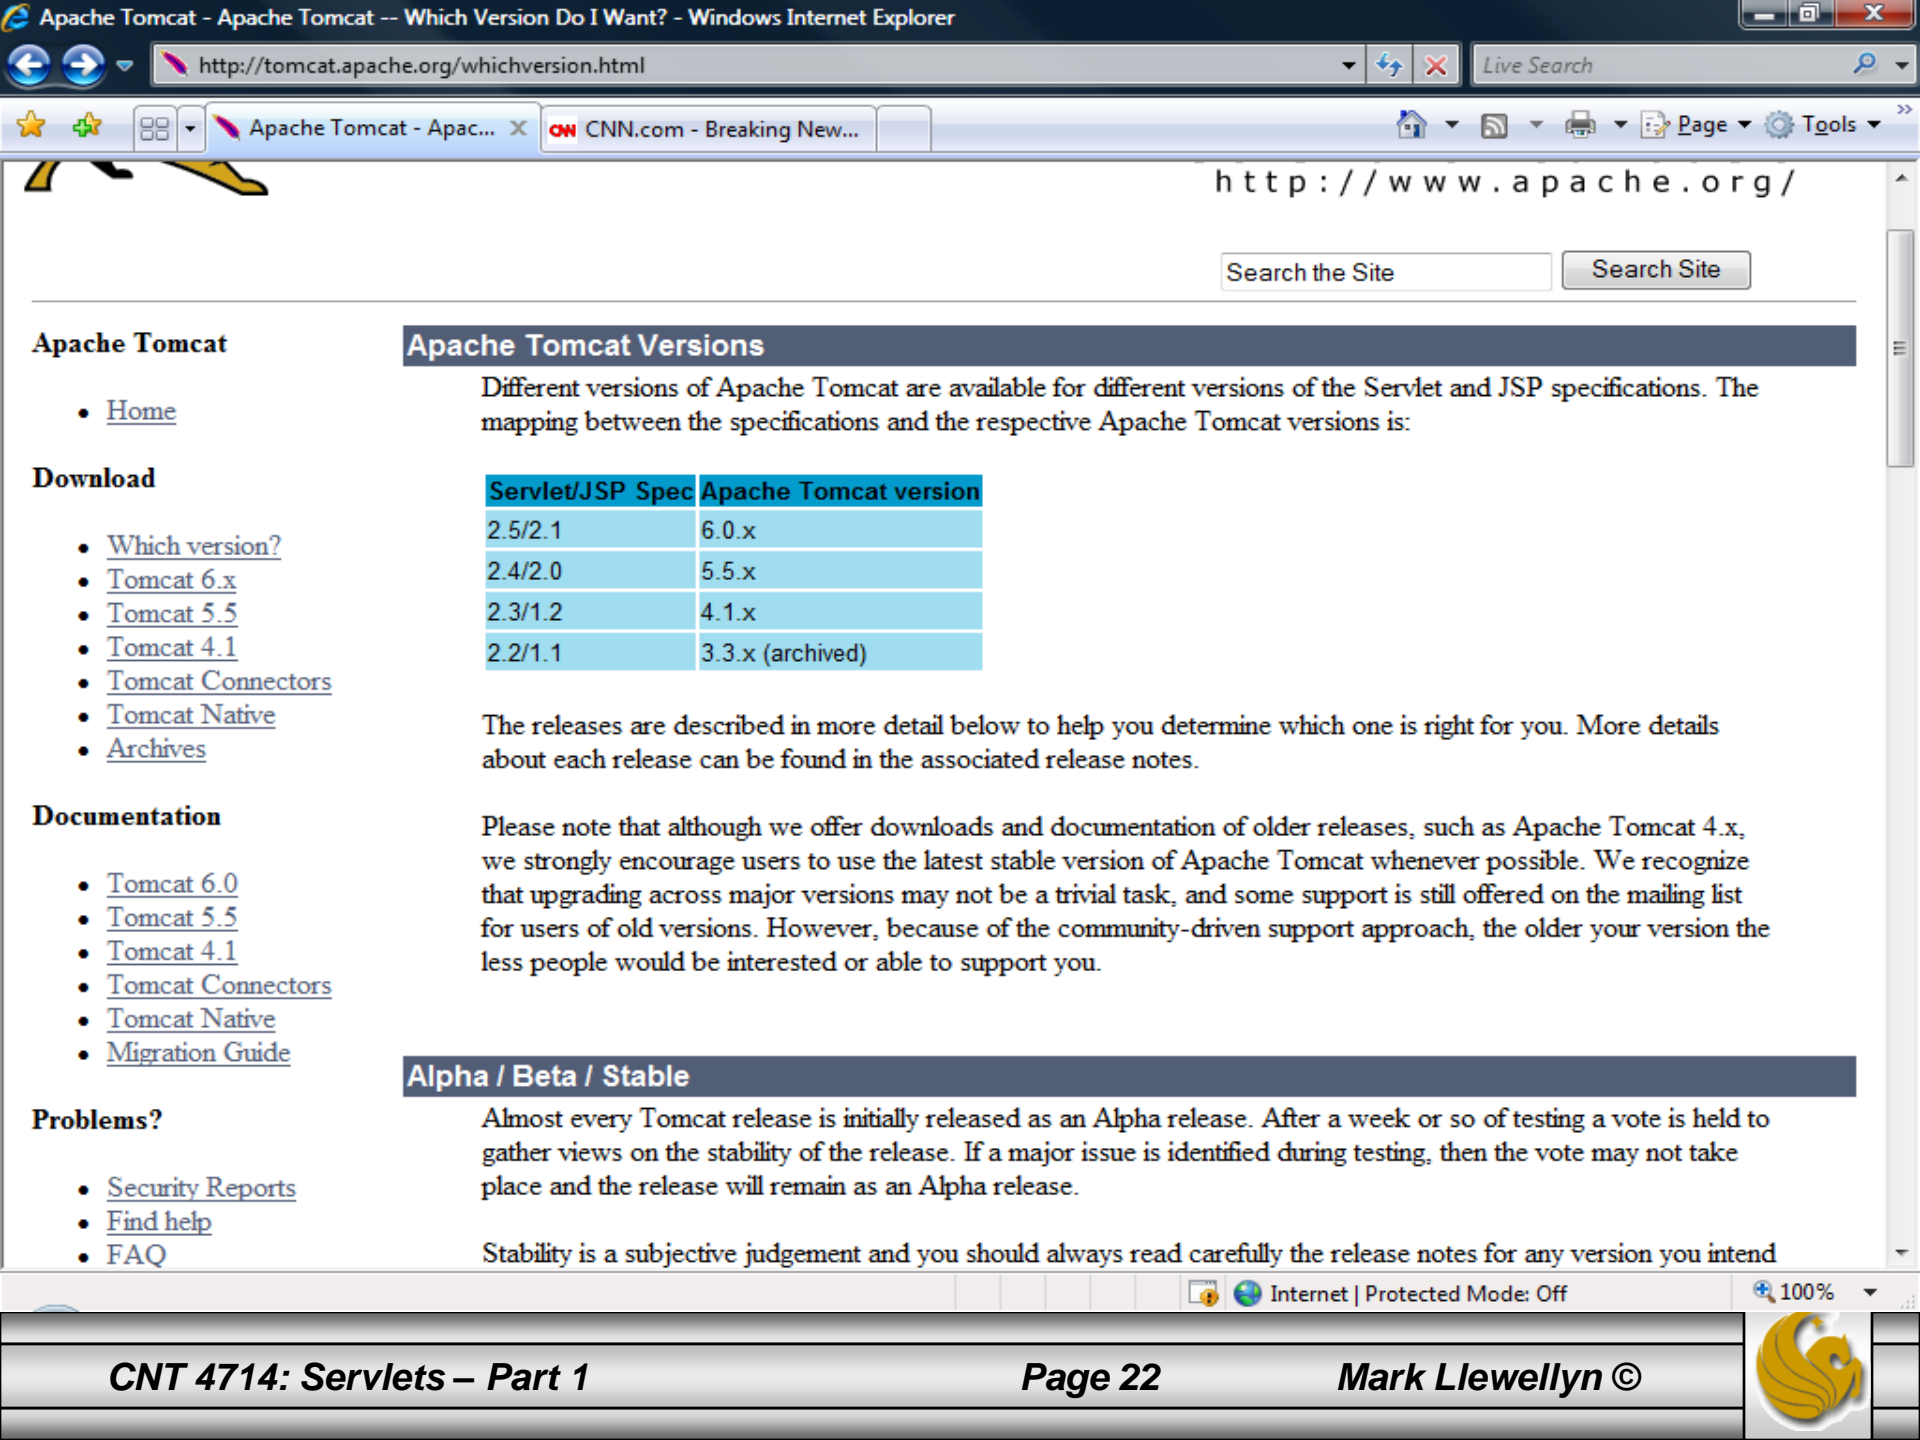 Apache Tomcat - Apache Tomcat -- Which Version Do I Want? - Windows Internet Explorer
http://tomcat.apache.org/whichversion.html
Live Search
Apache Tomcat - Apac...
CNN CNN.com - Breaking New...
Page
Tools
http://www.apache.org/
Search the Site
Search Site
Apache Tomcat
Home
Download
Which version?
Tomcat 6.x
Tomcat 5.5
Tomcat 4.1
Tomcat Connectors
Tomcat Native
Archives
Documentation
Tomcat 6.0
Tomcat 5.5
Tomcat 4.1
Tomcat Connectors
Tomcat Native
Migration Guide
Problems?
Security Reports
Find help
FAQ
Apache Tomcat Versions
Different versions of Apache Tomcat are available for different versions of the Servlet and JSP specifications. The
mapping between the specifications and the respective Apache Tomcat versions is:
Servlet/JSP Spec Apache Tomcat version
2.5/2.1 6.0.x
2.4/2.0 5.5.x
2.3/1.2 4.1.x
2.2/1.1 3.3.x (archived)
The releases are described in more detail below to help you determine which one is right for you. More details
about each release can be found in the associated release notes.
Please note that although we offer downloads and documentation of older releases, such as Apache Tomcat 4.x,
we strongly encourage users to use the latest stable version of Apache Tomcat whenever possible. We recognize
that upgrading across major versions may not be a trivial task, and some support is still offered on the mailing list
for users of old versions. However, because of the community-driven support approach, the older your version the
less people would be interested or able to support you.
Alpha / Beta / Stable
Almost every Tomcat release is initially released as an Alpha release. After a week or so of testing a vote is held to
gather views on the stability of the release. If a major issue is identified during testing, then the vote may not take
place and the release will remain as an Alpha release.
Stability is a subjective judgement and you should always read carefully the release notes for any version you intend
Internet | Protected Mode: Off
100%
CNT 4714: Servlets – Part 1
Page 22
Mark Llewellyn ©